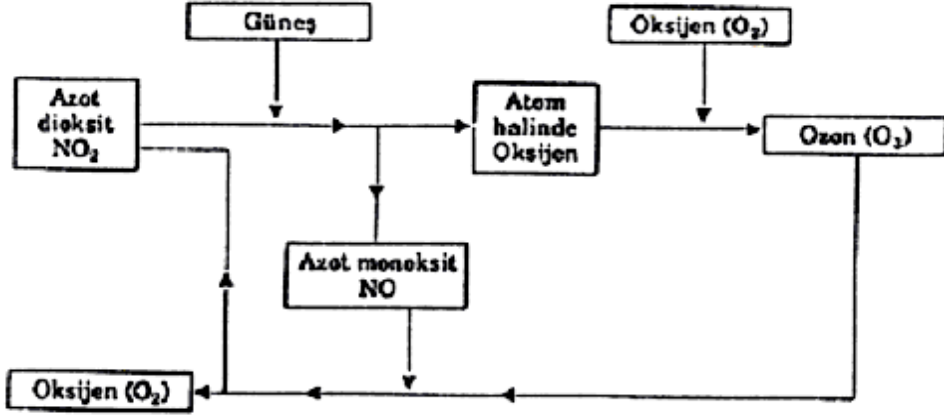 Güneş
Oksijen (O₂)
Azot
dioksit
NO₂
Atom
halinde
Oksijen
Ozon (O₃)
Azot monoksit
NO
Oksijen (O₂)